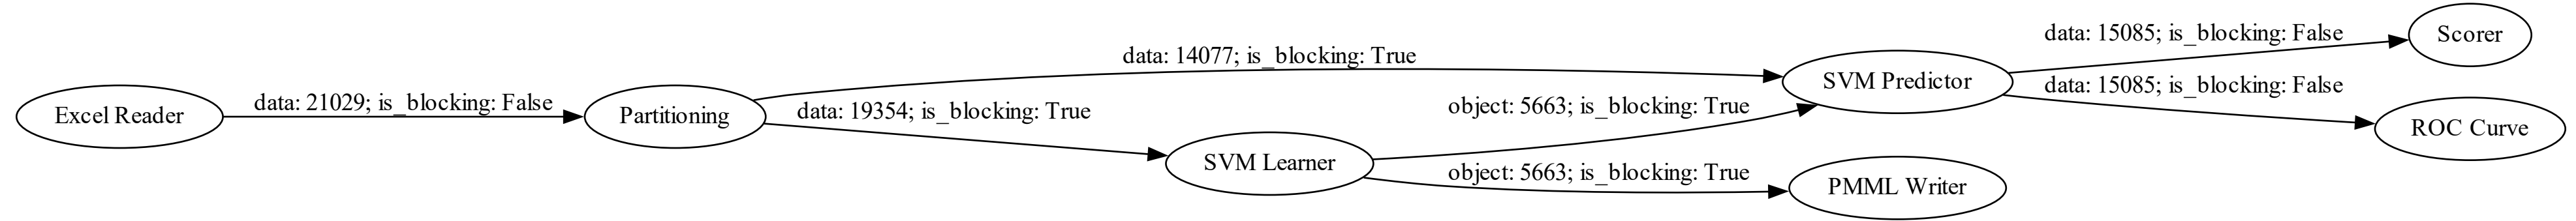 Excel Reader
data: 21029; is_blocking: False
Partitioning
data: 14077; is_blocking: True
data: 19354; is_blocking: True
SVM Learner
object: 5663; is_blocking: True
object: 5663; is_blocking: True
SVM Predictor
PMML Writer
data: 15085; is_blocking: False
data: 15085; is_blocking: False
Scorer
ROC Curve